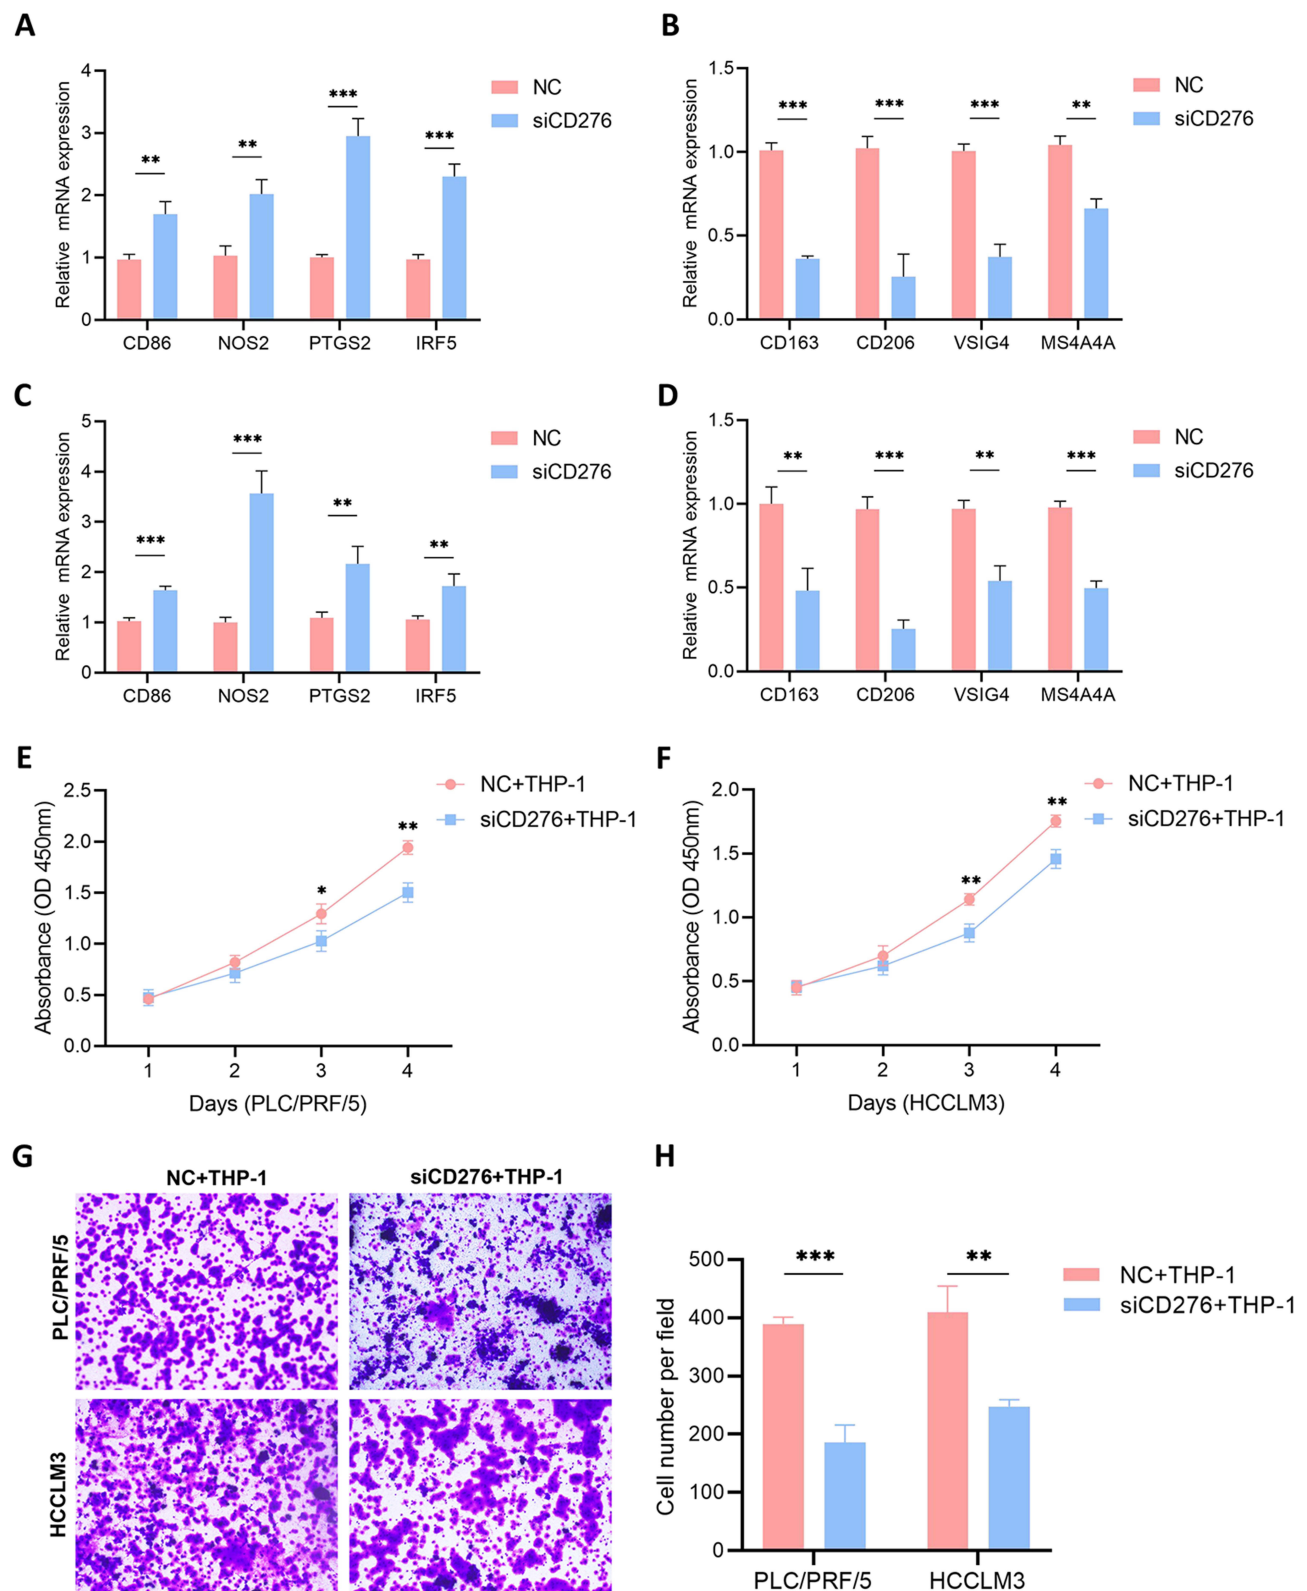 A
Relative mRNA expression
4
3
2
1
0
** ** *** ***
CD86 NOS2 PTGS2 IRF5
NC
siCD276
B
Relative mRNA expression
1.5
1.0
0.5
0.0
*** *** *** **
CD163 CD206 VSIG4 MS4A4A
NC
siCD276
C
Relative mRNA expression
5
4
3
2
1
0
*** *** ** **
CD86 NOS2 PTGS2 IRF5
NC
siCD276
D
Relative mRNA expression
1.5
1.0
0.5
0.0
** *** ** ***
CD163 CD206 VSIG4 MS4A4A
NC
siCD276
E
Absorbance (OD 450nm)
2.5
2.0
1.5
1.0
0.5
0.0
* **
1 2 3 4
Days (PLC/PRF/5)
NC+THP-1
siCD276+THP-1
F
Absorbance (OD 450nm)
2.0
1.5
1.0
0.5
0.0
** **
1 2 3 4
Days (HCCLM3)
NC+THP-1
siCD276+THP-1
G
NC+THP-1 siCD276+THP-1
PLC/PRF/5
HCCLM3
H
Cell number per field
500
400
300
200
100
0
*** **
PLC/PRF/5 HCCLM3
NC+THP-1
siCD276+THP-1